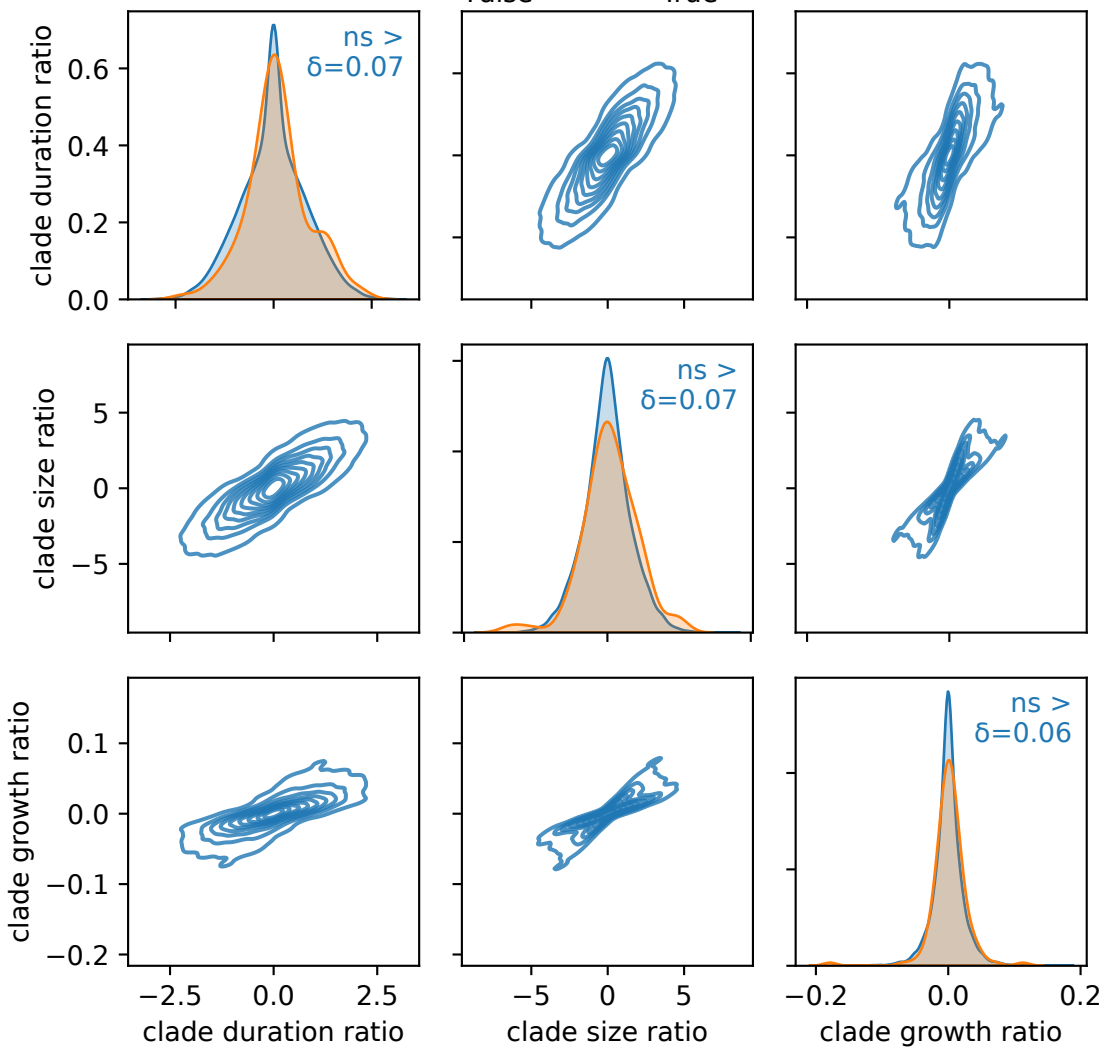 clade duration ratio
0.6
0.4
0.2
0.0
ns >
δ=0.07
clade size ratio
5
0
−5
ns >
δ=0.07
clade growth ratio
0.1
0.0
−0.1
−0.2
ns >
δ=0.06
−2.5 0.0 2.5
−5 0 5
−0.2 0.0 0.2
clade duration ratio
clade size ratio
clade growth ratio